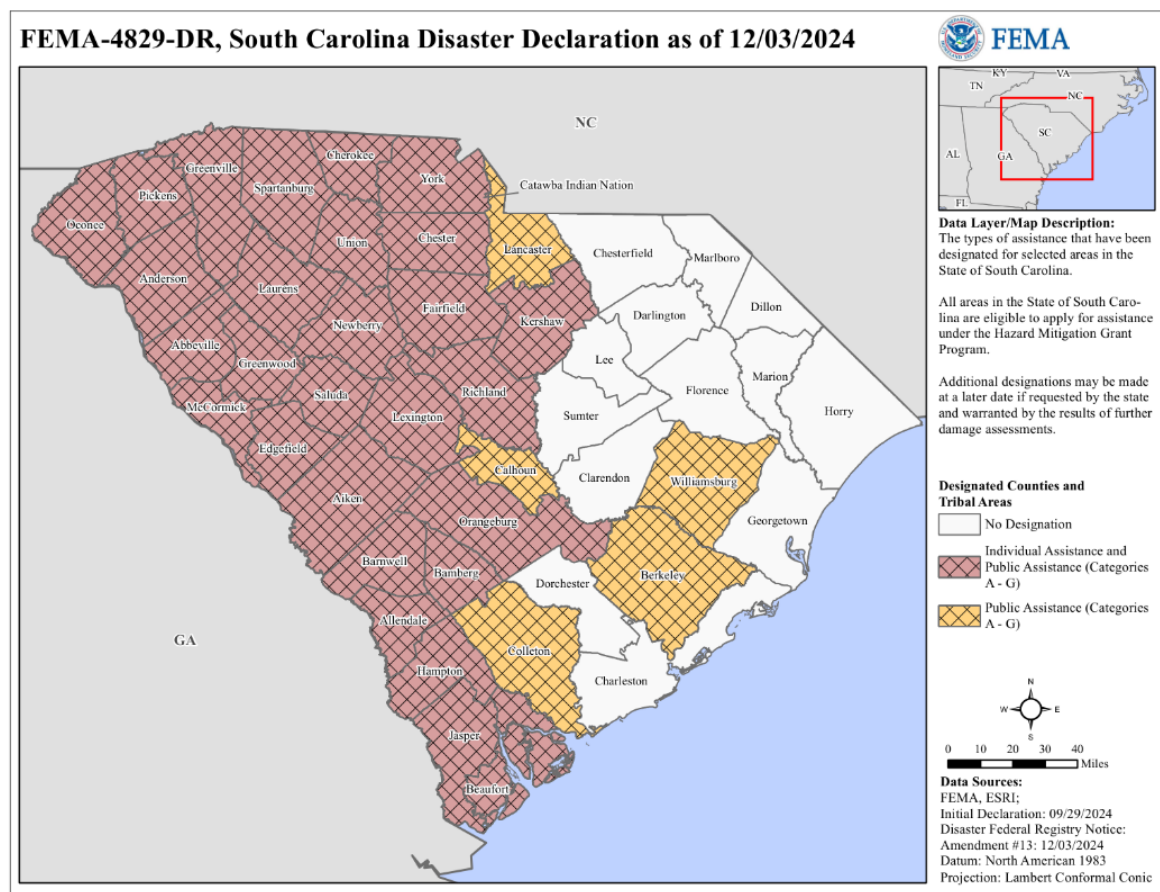 FEMA-4829-DR, South Carolina Disaster Declaration as of 12/03/2024
FEMA
KY
VA
TN
NC
SC
AL
GA
FL
NC
Cherokee
Greenville
York
Spartanburg
Pickens
Catawba Indian Nation
Oconee
Union
Chester
Lancaster
Chesterfield
Marlboro
Anderson
Laurens
Fairfield
Dillon
Newberry
Kershaw
Darlington
Abbeville
Greenwood
Lee
Marion
Saluda
Richland
Florence
McCormick
Lexington
Sumter
Horry
Edgefield
Calhoun
Clarendon
Williamsburg
Aiken
Orangeburg
Georgetown
Barnwell
Bamberg
Dorchester
Berkeley
Allendale
GA
Colleton
Hampton
Charleston
Jasper
Beaufort
Data Layer/Map Description:
The types of assistance that have been
designated for selected areas in the
State of South Carolina.
All areas in the State of South Caro-
lina are eligible to apply for assistance
under the Hazard Mitigation Grant
Program.
Additional designations may be made
at a later date if requested by the state
and warranted by the results of further
damage assessments.
Designated Counties and
Tribal Areas
No Designation
Individual Assistance and
Public Assistance (Categories
A - G)
Public Assistance (Categories
A - G)
N
W
E
S
0 10 20 30 40
Miles
Data Sources:
FEMA, ESRI;
Initial Declaration: 09/29/2024
Disaster Federal Registry Notice:
Amendment #13: 12/03/2024
Datum: North American 1983
Projection: Lambert Conformal Conic